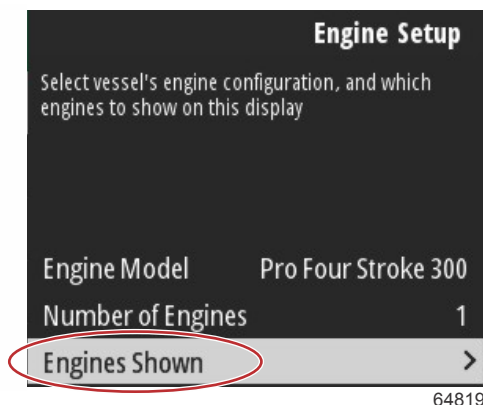 Engine Setup
Select vessel's engine configuration, and which
engines to show on this display
Engine Model Pro Four Stroke 300
Number of Engines 1
Engines Shown >
64819